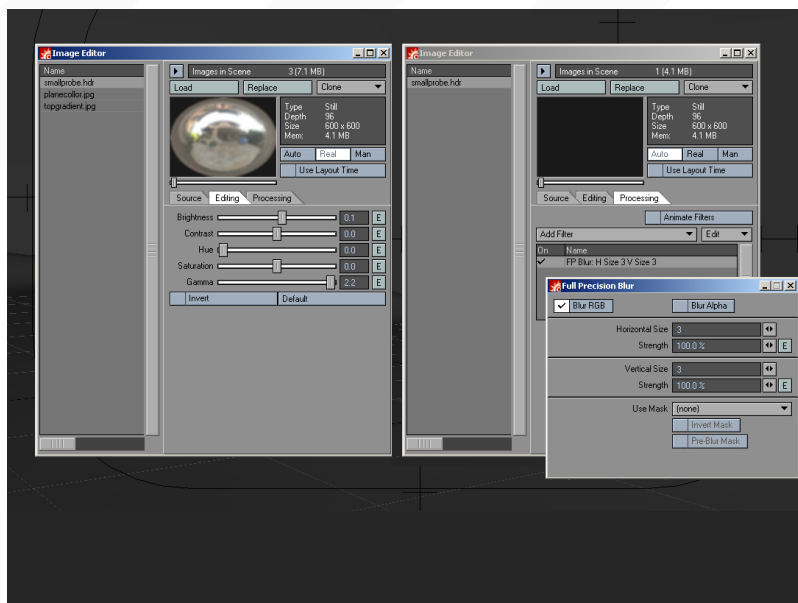 Image Editor
Name
smallprobe.hdr
planecollor.jpg
topgradient.jpg
Images in Scene 3 (7.1 MB)
Load Replace Clone
Type Still
Depth 96
Size 600 x 600
Mem: 4.1 MB
Auto Real Man
Use Layout Time
Source Editing Processing
Brightness 0.1 E
Contrast 0.0 E
Hue 0.0 E
Saturation 0.0 E
Gamma 2.2 E
Invert Default
Image Editor
Name
smallprobe.hdr
Images in Scene 1 (4.1 MB)
Load Replace Clone
Type Still
Depth 96
Size 600 x 600
Mem: 4.1 MB
Auto Real Man
Use Layout Time
Source Editing Processing
Animate Filters
Add Filter Edit
On Name
FP Blur: H Size 3 V Size 3
Full Precision Blur
Blur RGB Blur Alpha
Horizontal Size 3
Strength 100.0 % E
Vertical Size 3
Strength 100.0 % E
Use Mask (none)
Invert Mask
Pre-Blur Mask